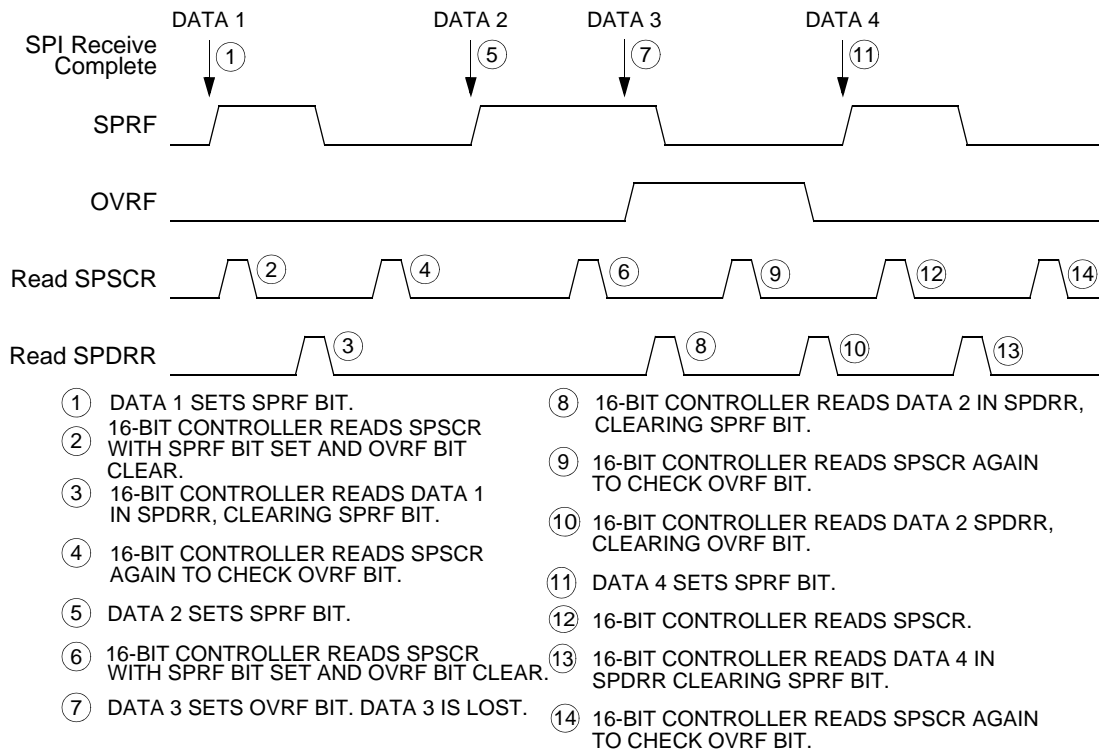 DATA 1 DATA 2 DATA 3 DATA 4
SPI Receive
Complete
1 5 7 11
SPRF
OVRF
Read SPSCR
2 4 6 9 12 14
Read SPDRR
3 8 10 13
1 DATA 1 SETS SPRF BIT.
2 16-BIT CONTROLLER READS SPSCR
WITH SPRF BIT SET AND OVRF BIT
CLEAR.
3 16-BIT CONTROLLER READS DATA 1
IN SPDRR, CLEARING SPRF BIT.
4 16-BIT CONTROLLER READS SPSCR
AGAIN TO CHECK OVRF BIT.
5 DATA 2 SETS SPRF BIT.
6 16-BIT CONTROLLER READS SPSCR
WITH SPRF BIT SET AND OVRF BIT CLEAR.
7 DATA 3 SETS OVRF BIT. DATA 3 IS LOST.
8 16-BIT CONTROLLER READS DATA 2 IN SPDRR,
CLEARING SPRF BIT.
9 16-BIT CONTROLLER READS SPSCR AGAIN
TO CHECK OVRF BIT.
10 16-BIT CONTROLLER READS DATA 2 SPDRR,
CLEARING OVRF BIT.
11 DATA 4 SETS SPRF BIT.
12 16-BIT CONTROLLER READS SPSCR.
13 16-BIT CONTROLLER READS DATA 4 IN
SPDRR CLEARING SPRF BIT.
14 16-BIT CONTROLLER READS SPSCR AGAIN
TO CHECK OVRF BIT.